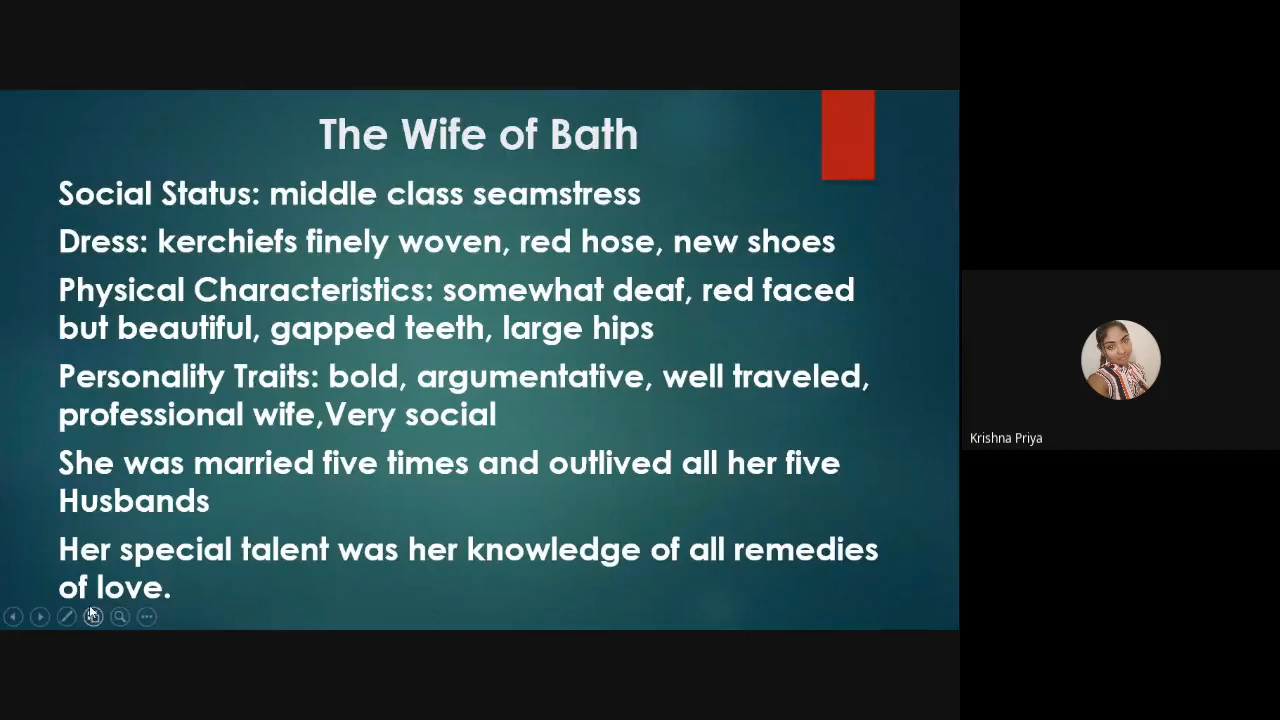 The Wife of Bath
Social Status: middle class seamstress
Dress: kerchiefs finely woven, red hose, new shoes
Physical Characteristics: somewhat deaf, red faced
but beautiful, gapped teeth, large hips
Personality Traits: bold, argumentative, well traveled,
professional wife,Very social
She was married five times and outlived all her five
Husbands
Her special talent was her knowledge of all remedies
of love.
Krishna Priya